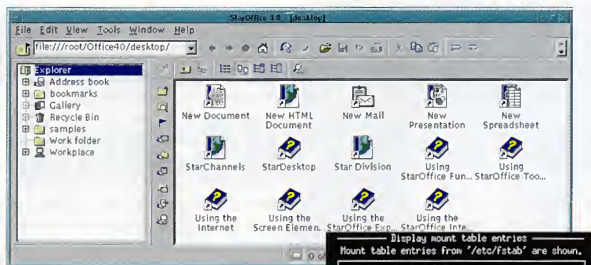 StarOffice 4.0 - [desktop]
File Edit View Tools Window Help
file:///root/Office40/desktop/
Explorer
Address book
bookmarks
Gallery
Recycle Bin
samples
Work folder
Workplace
New Document
New HTML Document
New Mail
New Presentation
New Spreadsheet
StarChannels
StarDesktop
Star Division
Using StarOffice Fun...
Using StarOffice Too...
Using the Internet
Using the Screen Elemen...
Using the StarOffice Exp...
Using the StarOffice Inte...
Display mount table entries
Mount table entries from '/etc/fstab' are shown.